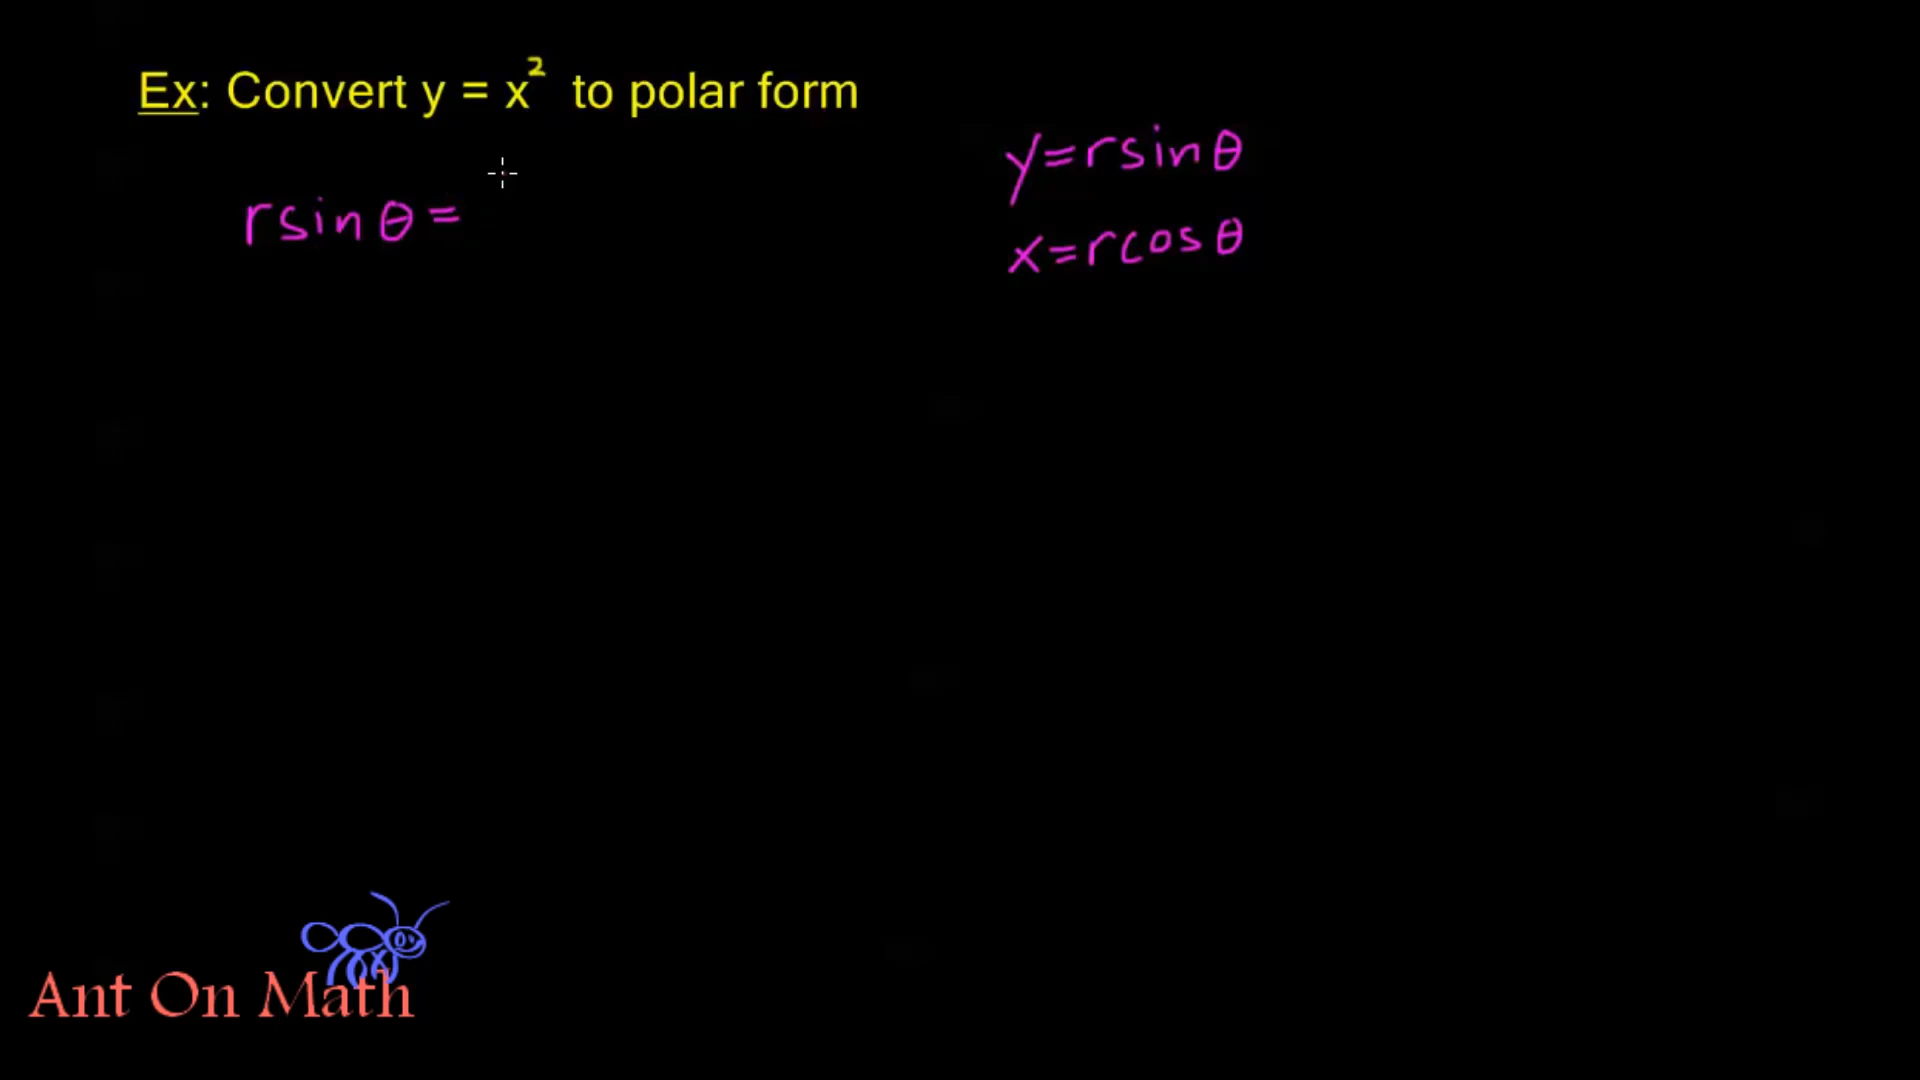 Ex: Convert y = x² to polar form
y=rsinθ
rsinθ=
x=rcosθ
Ant On Math